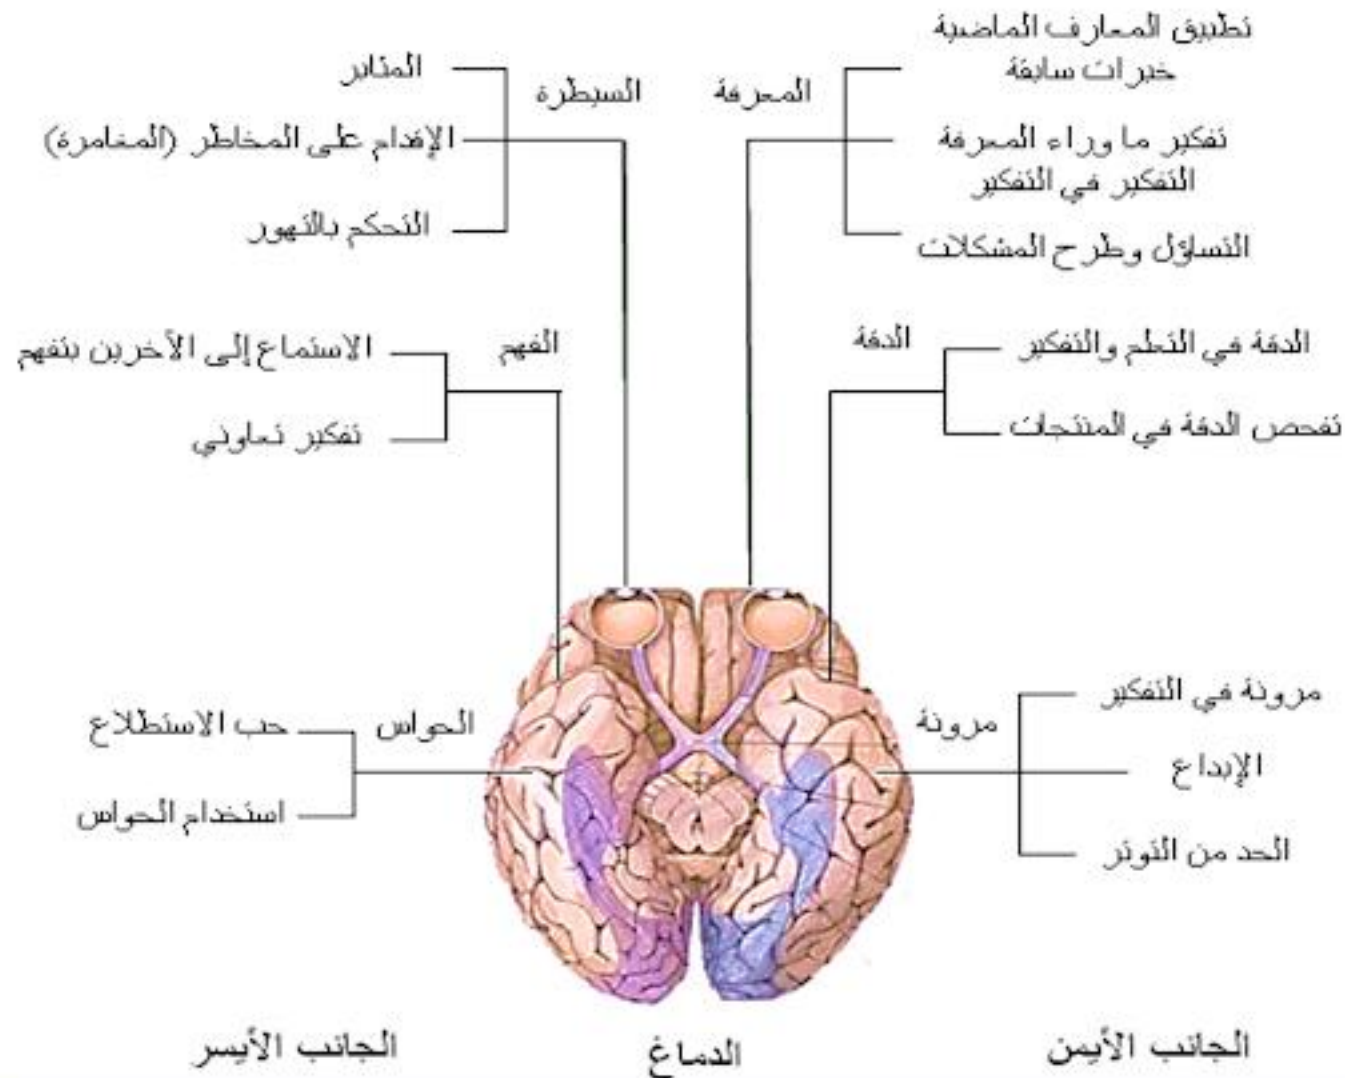 المعرفة
تطبيق المعارف الماضية
خبرات سابقة
تفكير ما وراء المعرفة
التفكير في التفكير
التساؤل وطرح المشكلات
السيطرة
المثابر
الإقدام على المخاطر (المغامرة)
التحكم بالتهور
الدقة
الدقة في التعلم والتفكير
تفحص الدقة في المنتجات
الفهم
الاستماع إلى الآخرين بتفهم
تفكير تعاوني
مرونة
مرونة في التفكير
الإبداع
الحد من التوتر
الحواس
حب الاستطلاع
استخدام الحواس
الجانب الأيمن
الدماغ
الجانب الأيسر